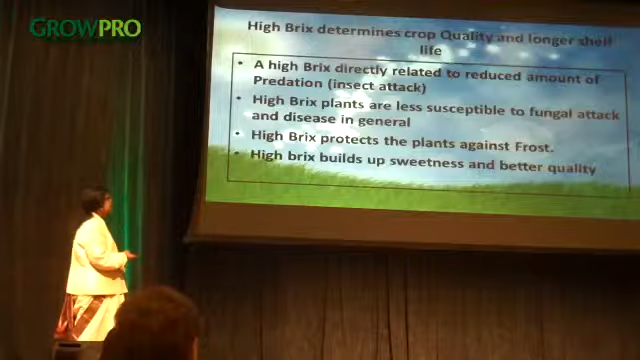 GROWPRO
High Brix determines crop Quality and longer shelf
life
• A high Brix directly related to reduced amount of
Predation (insect attack)
• High Brix plants are less susceptible to fungal attack
and disease in general
• High Brix protects the plants against Frost.
• High brix builds up sweetness and better quality